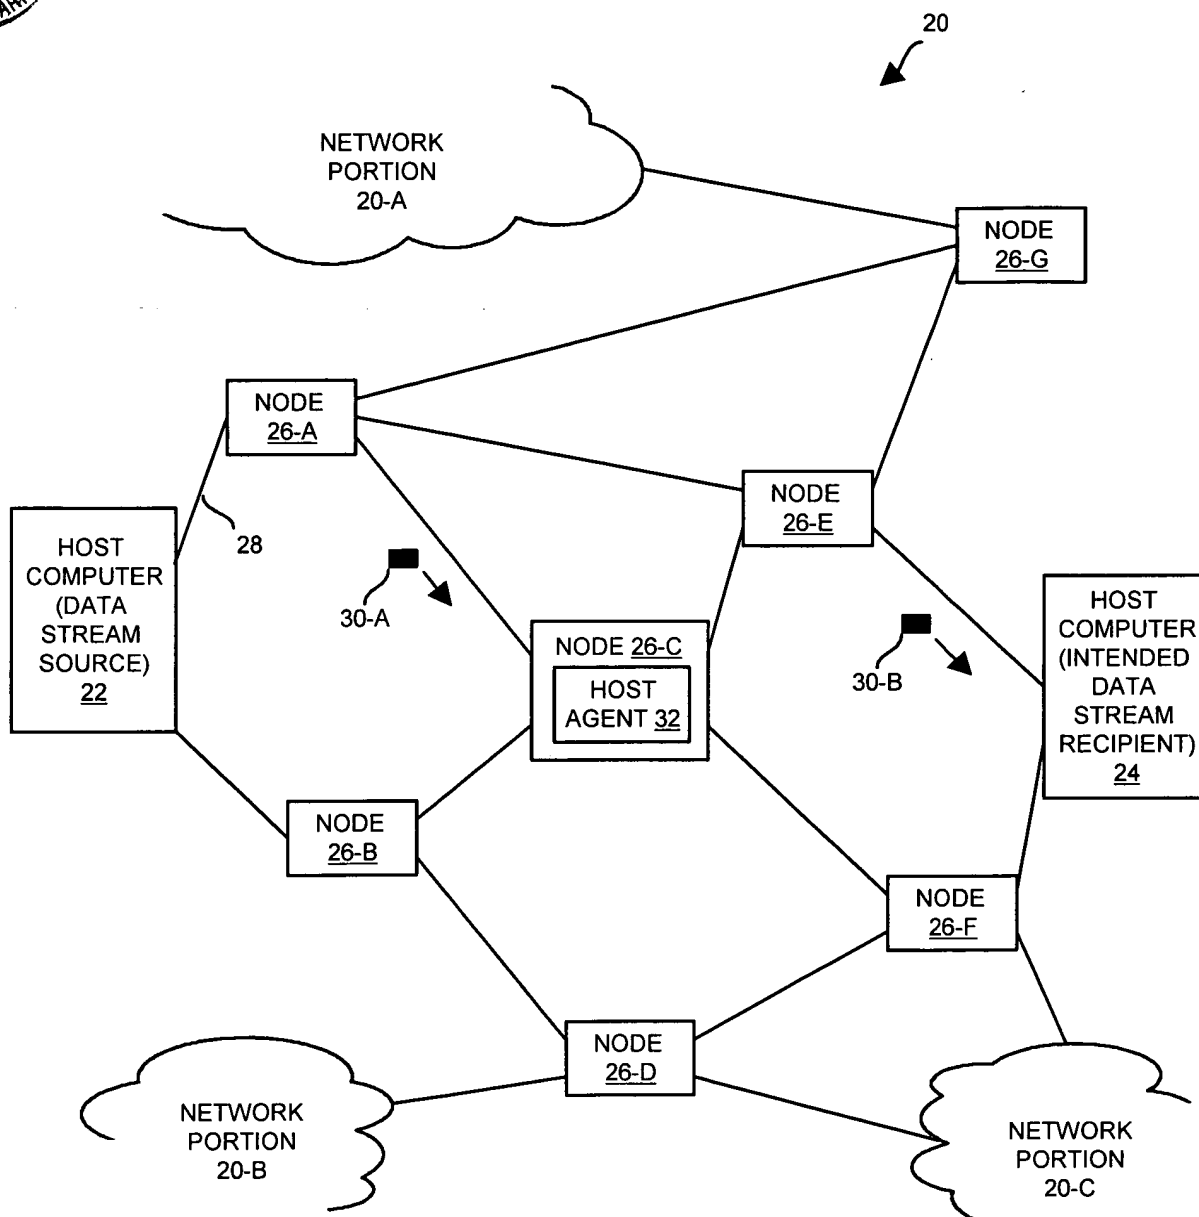 20
NETWORK
PORTION
20-A
NODE
26-G
NODE
26-A
NODE
26-E
28
HOST
COMPUTER
(DATA
STREAM
SOURCE)
22
30-A
30-B
HOST
COMPUTER
(INTENDED
DATA
STREAM
RECIPIENT)
24
NODE 26-C
HOST
AGENT 32
NODE
26-B
NODE
26-F
NODE
26-D
NETWORK
PORTION
20-B
NETWORK
PORTION
20-C